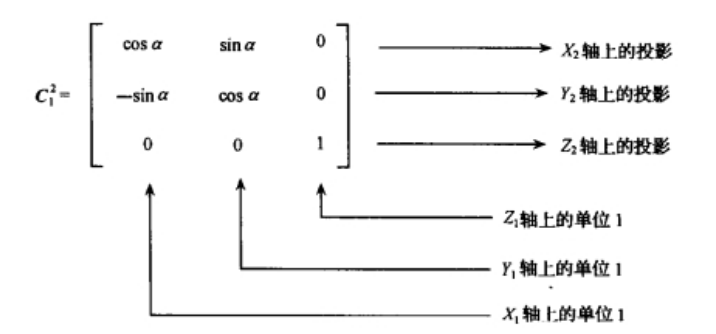 cos α sin α 0 X₂ 轴上的投影
C₁²= −sin α cos α 0 Y₂ 轴上的投影
0 0 1 Z₂ 轴上的投影
Z₁轴上的单位 1
Y₁ 轴上的单位 1
X₁ 轴上的单位 1